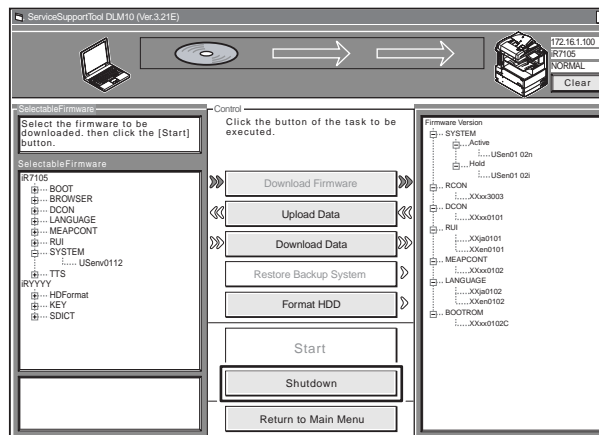 ServiceSupportTool DLM10 (Ver.3.21E)
172.16.1.100
iR7105
NORMAL
Clear
SelectableFirmware
Select the firmware to be
downloaded. then click the [Start]
button.
SelectableFirmware
iR7105
BOOT
BROWSER
DCON
LANGUAGE
MEAPCONT
RUI
SYSTEM
USenv0112
TTS
iRYYYY
HDFormat
KEY
SDICT
Control
Click the button of the task to be
executed.
Download Firmware
Upload Data
Download Data
Restore Backup System
Format HDD
Start
Shutdown
Return to Main Menu
Firmware Version
SYSTEM
Active
USen01 02n
Hold
USen01 02i
RCON
XXxx3003
DCON
XXxx0101
RUI
XXja0101
XXen0101
MEAPCONT
XXxx0102
LANGUAGE
XXja0102
XXen0102
BOOTROM
XXxx0102C